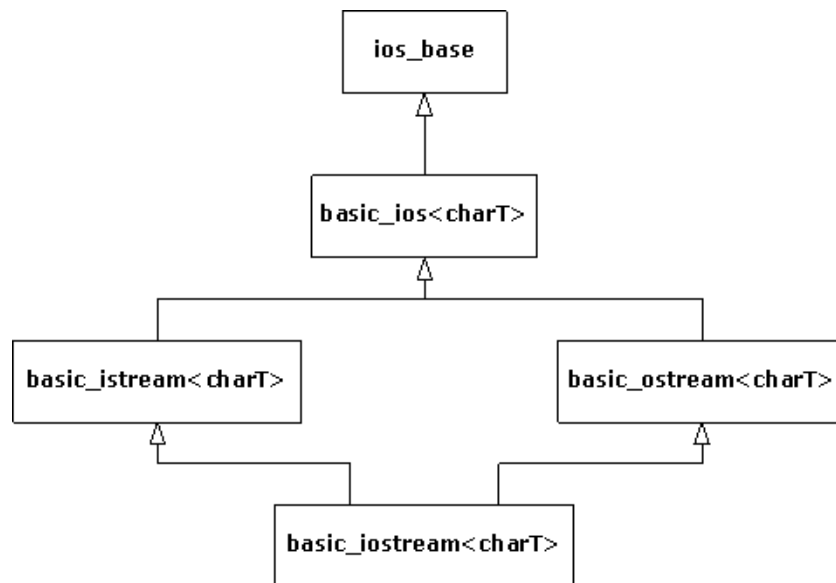 ios_base
basic_ios<charT>
basic_istream<charT>
basic_ostream<charT>
basic_iostream<charT>